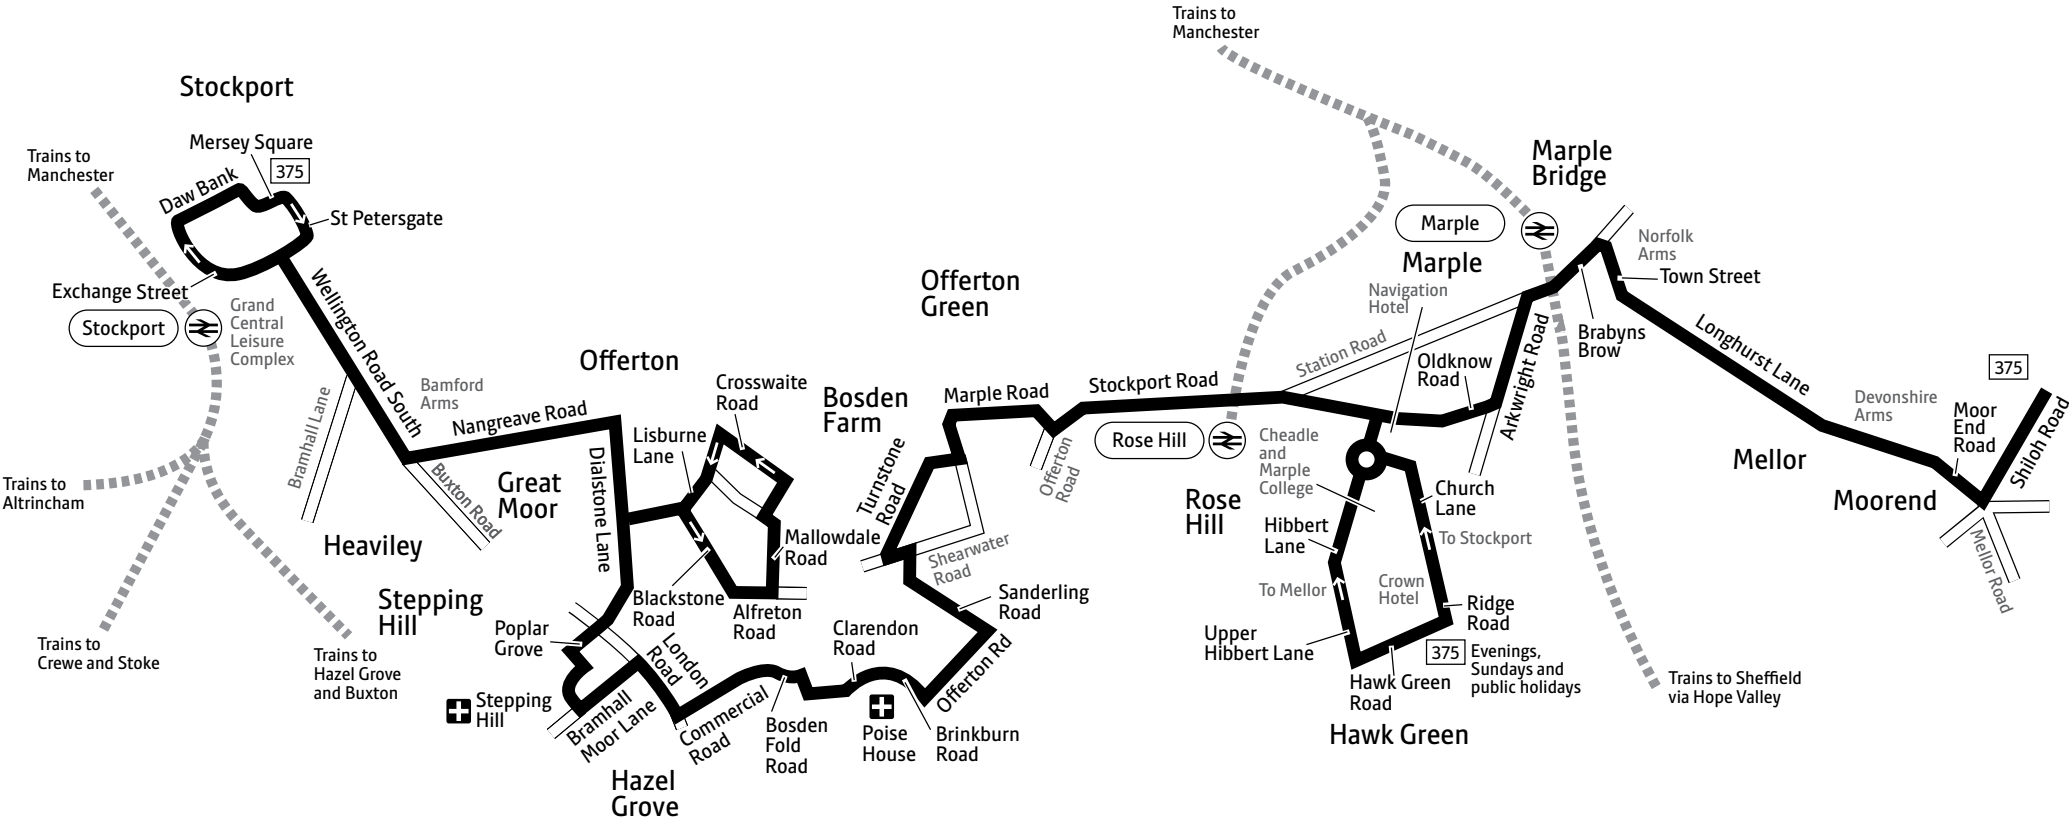 Trains to
Manchester
Stockport
Mersey Square
375
Trains to
Manchester
Daw Bank
St Petersgate
Exchange Street
Stockport
Grand
Central
Leisure
Complex
Wellington Road South
Bramhall Lane
Bamford
Arms
Nangreave Road
Buxton Road
Heaviley
Trains to
Altrincham
Trains to
Crewe and Stoke
Trains to
Hazel Grove
and Buxton
Offerton
Great
Moor
Dialstone Lane
Lisburne
Lane
Crosswaite
Road
Mallowdale
Road
Blackstone
Road
Alfreton
Road
Stepping
Hill
Poplar
Grove
Stepping
Hill
Bramhall
Moor Lane
London
Road
Commercial
Road
Hazel
Grove
Bosden
Fold
Road
Clarendon
Road
Poise
House
Brinkburn
Road
Offerton Rd
Sanderling
Road
Shearwater
Road
Turnstone
Road
Bosden
Farm
Offerton
Green
Marple Road
Offerton
Road
Stockport Road
Rose Hill
Rose
Hill
Cheadle
and
Marple
College
Station Road
Navigation
Hotel
Marple
Marple
Marple
Bridge
Oldknow
Road
Arkwright Road
Brabyns
Brow
Norfolk
Arms
Town Street
Longhurst Lane
Devonshire
Arms
Mellor
Moorend
Moor
End
Road
375
Shiloh Road
Mellor Road
Hibbert
Lane
Church
Lane
To Stockport
To Mellor
Crown
Hotel
Ridge
Road
Upper
Hibbert Lane
375
Evenings,
Sundays and
public holidays
Hawk Green
Road
Hawk Green
Trains to Sheffield
via Hope Valley